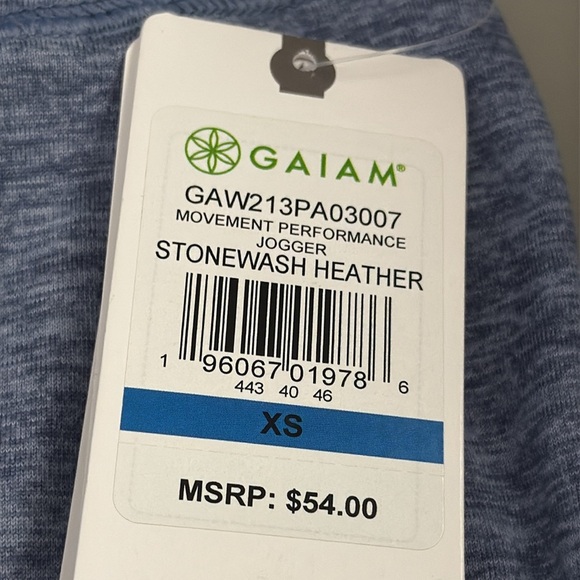 GAIAM®
GAW213PA03007
MOVEMENT PERFORMANCE
JOGGER
STONEWASH HEATHER
1 96067 01978 6
443 40 46
XS
MSRP: $54.00